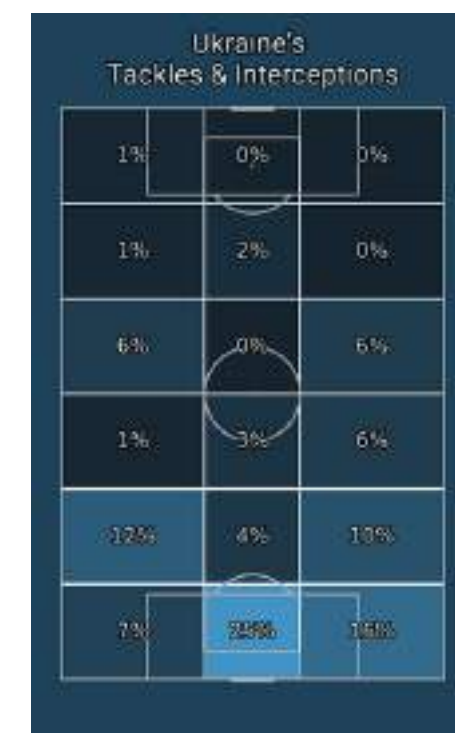 Ukraine's
Tackles & Interceptions
1% 0% 0%
1% 2% 0%
6% 0% 6%
1% 3% 6%
12% 4% 10%
7% 25%